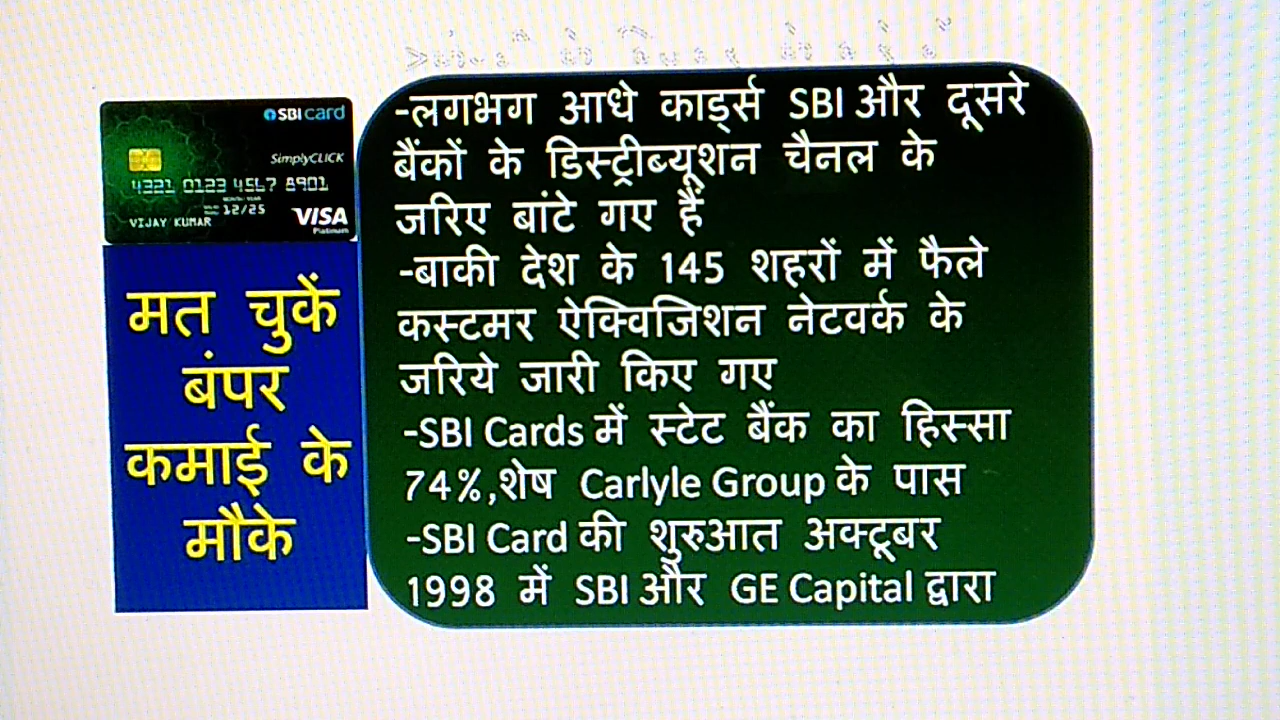 SBI card
SimplyCLICK
4321 0123 4567 8901
12/25
VIJAY KUMAR
VISA
Platinum
मत चुकें
बंपर
कमाई के
मौके
-लगभग आधे कार्ड्स SBI और दूसरे
बैंकों के डिस्ट्रीब्यूशन चैनल के
जरिए बांटे गए हैं
-बाकी देश के 145 शहरों में फैले
कस्टमर ऐक्विजिशन नेटवर्क के
जरिये जारी किए गए
-SBI Cards में स्टेट बैंक का हिस्सा
74%,शेष Carlyle Group के पास
-SBI Card की शुरुआत अक्टूबर
1998 में SBI और GE Capital द्वारा